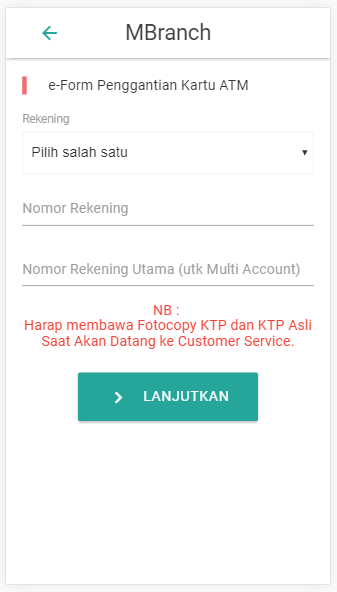 MBranch
e-Form Penggantian Kartu ATM
Rekening
Pilih salah satu
Nomor Rekening
Nomor Rekening Utama (utk Multi Account)
NB :
Harap membawa Fotocopy KTP dan KTP Asli
Saat Akan Datang ke Customer Service.
LANJUTKAN